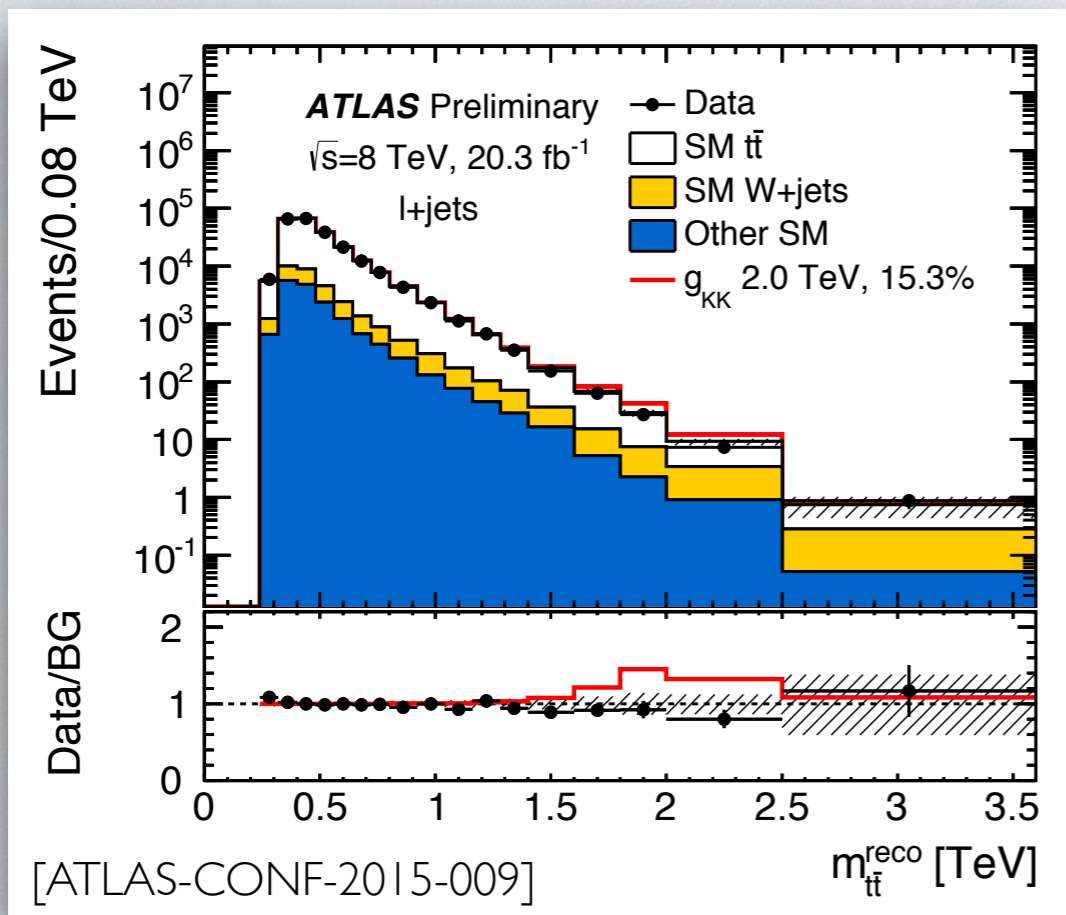 Events/0.08 TeV
10⁷
10⁶
10⁵
10⁴
10³
10²
10
1
10⁻¹
ATLAS Preliminary
√s=8 TeV, 20.3 fb⁻¹
l+jets
Data
SM tt̄
SM W+jets
Other SM
g_KK 2.0 TeV, 15.3%
Data/BG
2
1
0
0 0.5 1 1.5 2 2.5 3 3.5
m_tt̄^reco [TeV]
[ATLAS-CONF-2015-009]